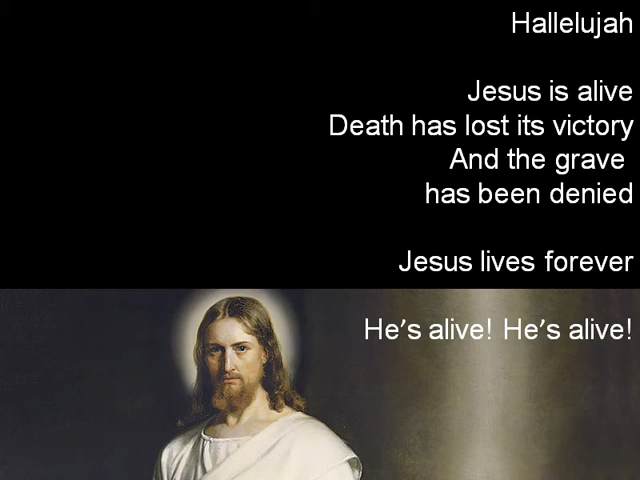 Hallelujah
Jesus is alive
Death has lost its victory
And the grave
has been denied
Jesus lives forever
He's alive! He's alive!